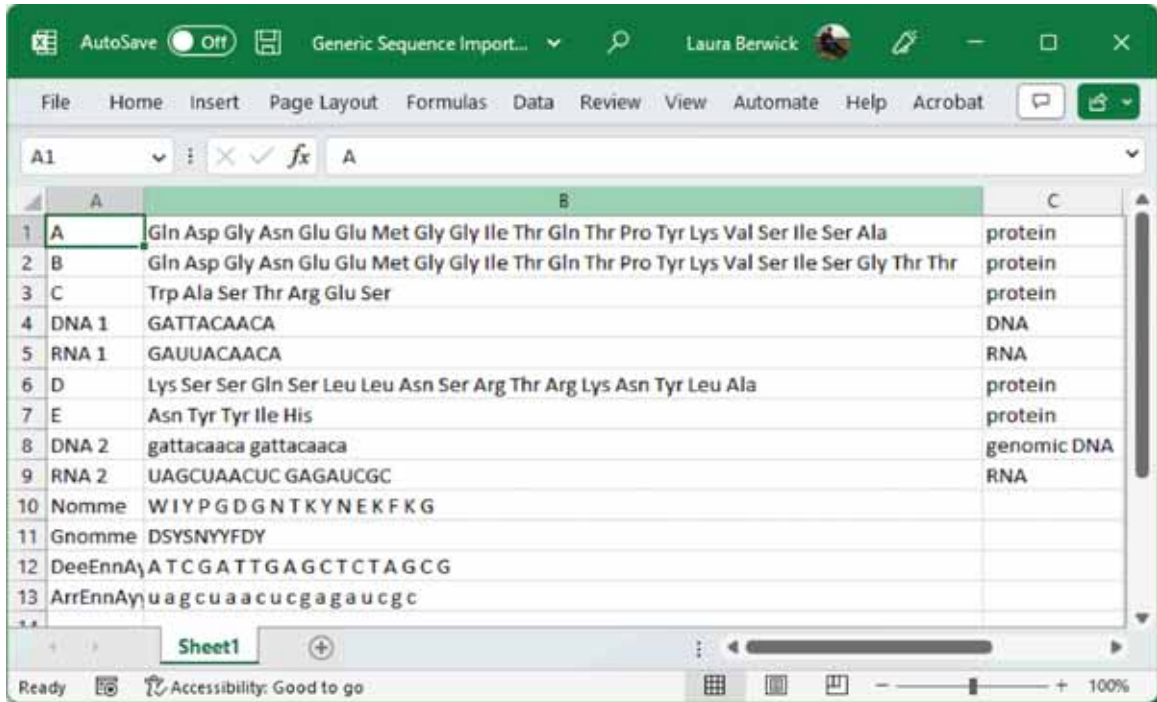 AutoSave Off Generic Sequence Import... Laura Berwick
File Home Insert Page Layout Formulas Data Review View Automate Help Acrobat
A1 fx A
A B C
1 A Gln Asp Gly Asn Glu Glu Met Gly Gly Ile Thr Gln Thr Pro Tyr Lys Val Ser Ile Ser Ala protein
2 B Gln Asp Gly Asn Glu Glu Met Gly Gly Ile Thr Gln Thr Pro Tyr Lys Val Ser Ile Ser Gly Thr Thr protein
3 C Trp Ala Ser Thr Arg Glu Ser protein
4 DNA 1 GATTACAACA DNA
5 RNA 1 GAUUACAACA RNA
6 D Lys Ser Ser Gln Ser Leu Leu Asn Ser Arg Thr Arg Lys Asn Tyr Leu Ala protein
7 E Asn Tyr Tyr Ile His protein
8 DNA 2 gattacaaca gattacaaca genomic DNA
9 RNA 2 UAGCUAACUC GAGAUCGC RNA
10 Nomme W I Y P G D G N T K Y N E K F K G
11 Gnomme DSYSNYYFDY
12 DeeEnnAy A T C G A T T G A G C T C T A G C G
13 ArrEnnAyy u a g c u a a c u c g a g a u c g c
Sheet1
Ready Accessibility: Good to go 100%